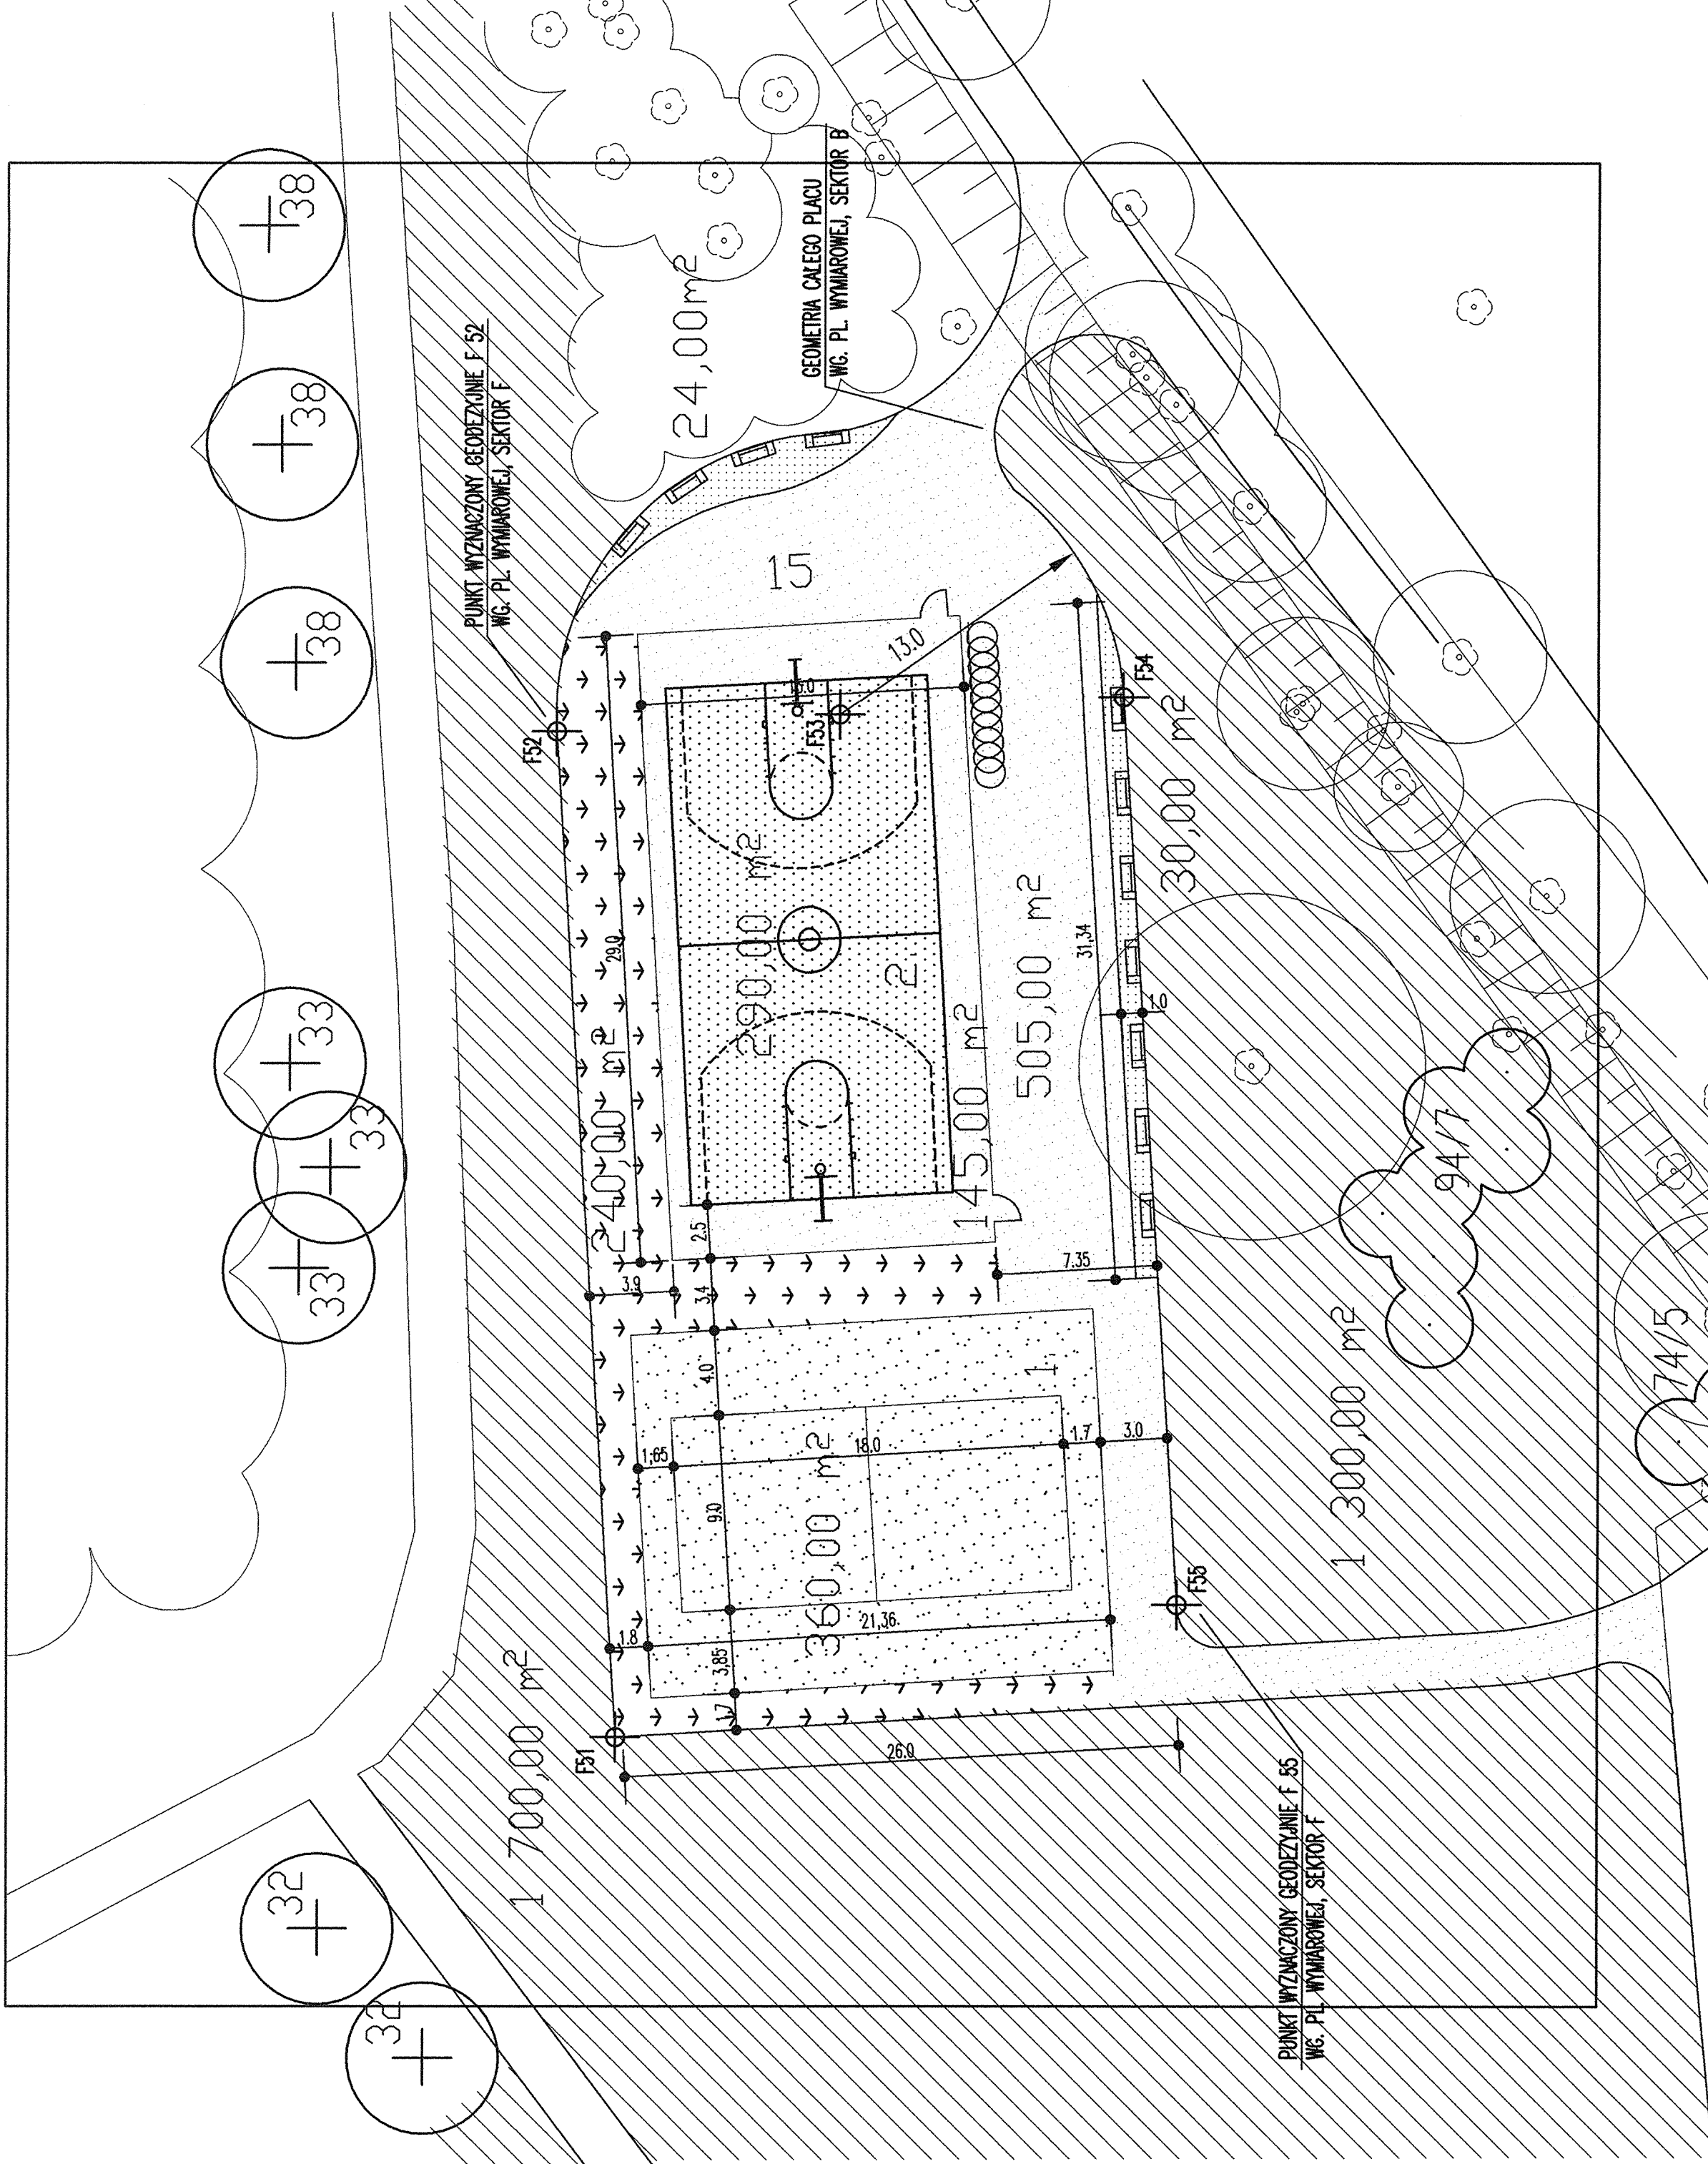 38
38
38
33
33
33
32
32
PUNKT WYZNACZONY GEODEZYJNIE F 52
WG. PL. WYMIAROWEJ, SEKTOR F
GEOMETRIA CAŁEGO PLACU
WG. PL. WYMIAROWEJ, SEKTOR B
24,00m2
15
13.0
F52
F53
F54
15.0
29.0
290,00 m2
2
240,00 m2
145,00 m2
505,00 m2
31,34
30,00 m2
1.0
2.5
3.9
3.4
7.35
4.0
1
1,65
18.0
1.7
3.0
9.0
360,00 m2
21,36
1.8
3,85
1.7
F51
F55
26.0
1 700,00 m2
1 300,00 m2
94/7
74/5
PUNKT WYZNACZONY GEODEZYJNIE F 55
WG. PL. WYMIAROWEJ, SEKTOR F